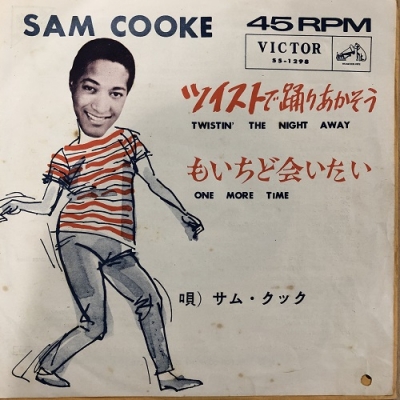 SAM COOKE
45 RPM
VICTOR
SS-1298
ツイストで踊りあかそう
TWISTIN' THE NIGHT AWAY
もいちど会いたい
ONE MORE TIME
唄）サム・クック